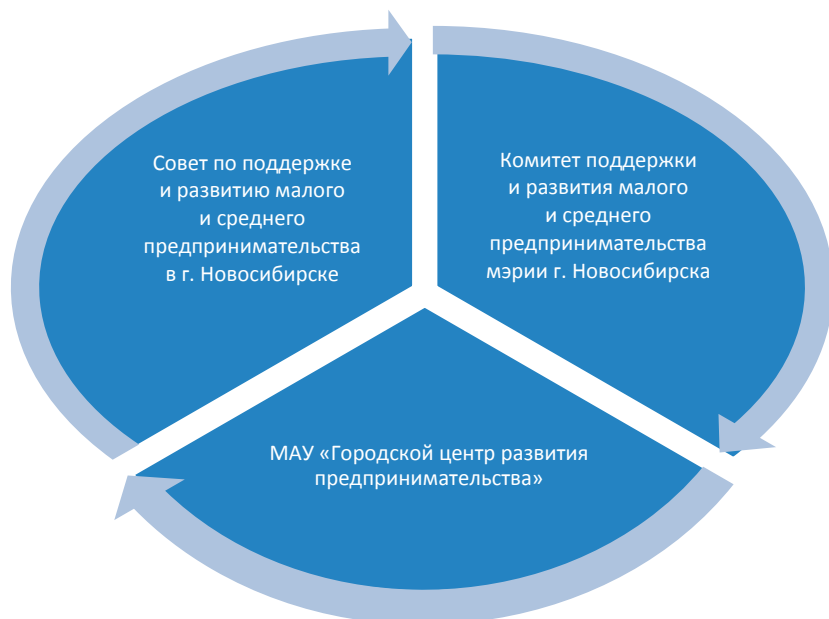 Совет по поддержке
и развитию малого
и среднего
предпринимательства
в г. Новосибирске
Комитет поддержки
и развития малого
и среднего
предпринимательства
мэрии г. Новосибирска
МАУ «Городской центр развития
предпринимательства»